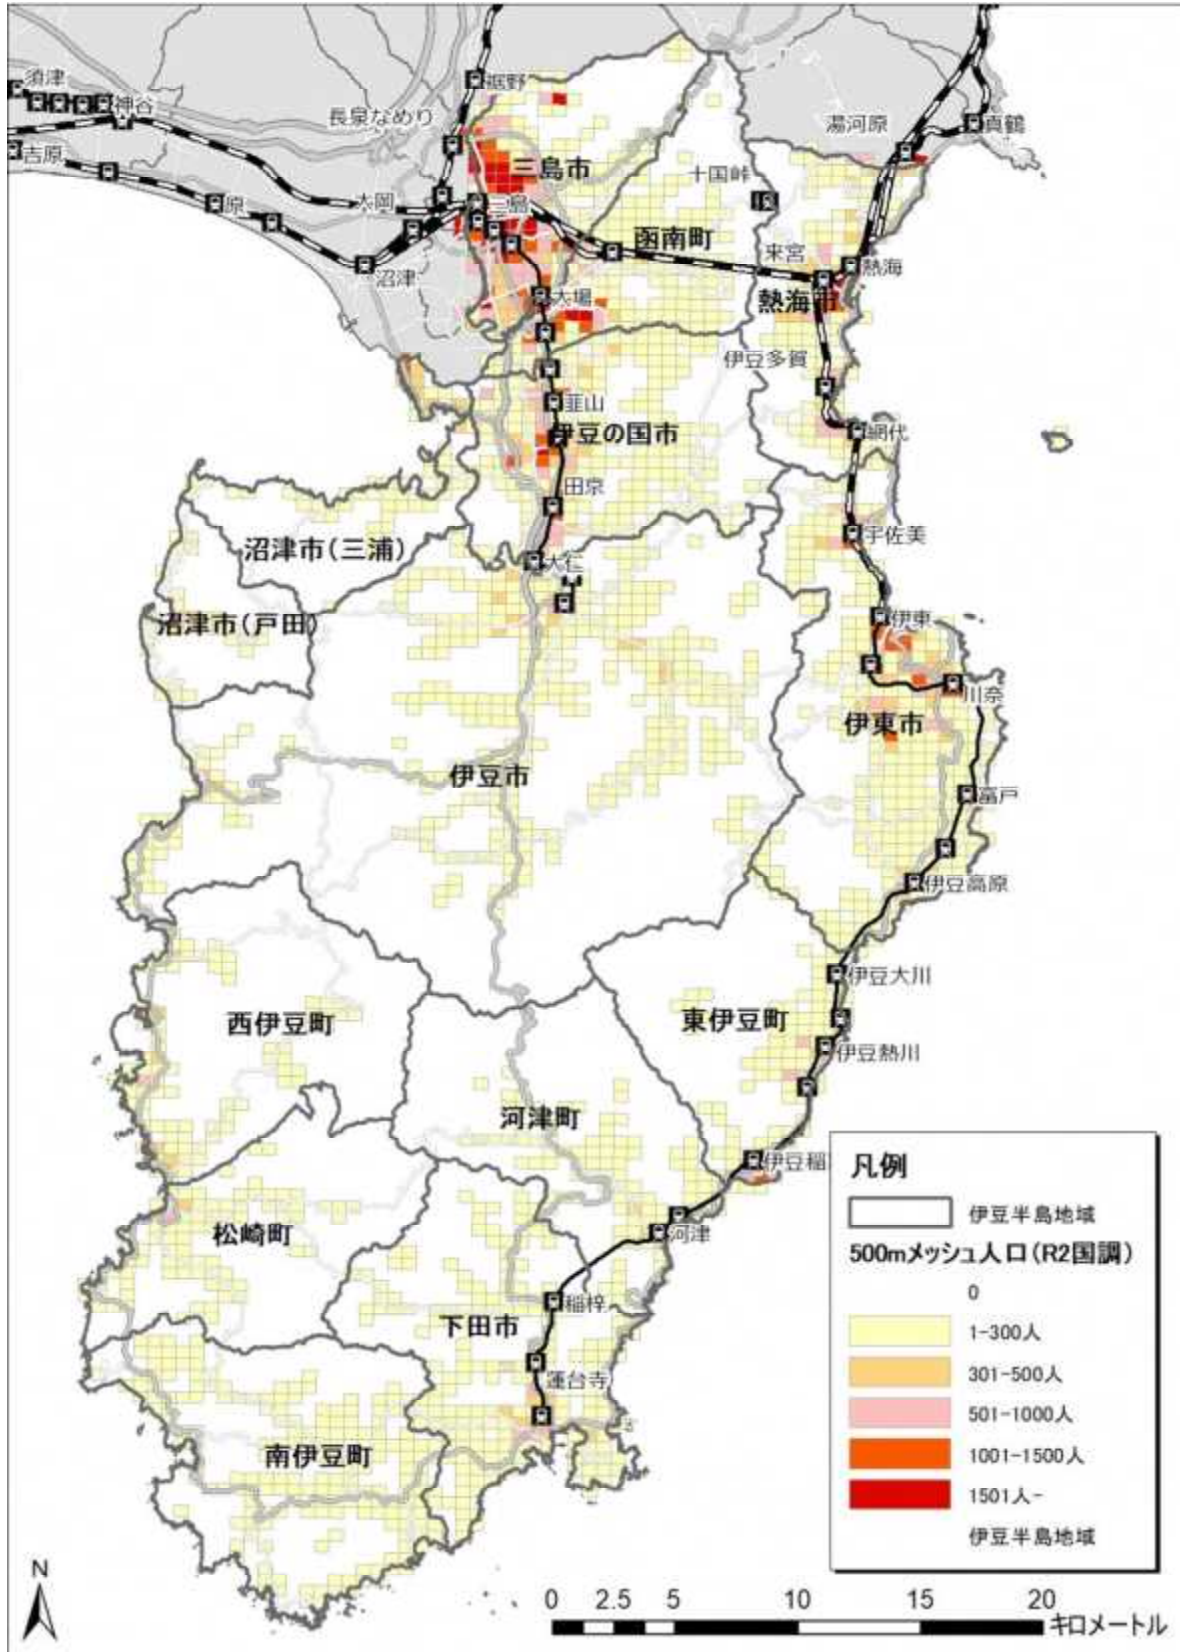 須津
神谷
裾野
長泉なめり
湯河原
真鶴
吉原
三島市
十国峠
大岡
原
三島
函南町
来宮
熱海
沼津
大場
熱海市
伊豆多賀
韮山
伊豆の国市
網代
田京
沼津市(三浦)
宇佐美
大仁
沼津市(戸田)
伊東
川奈
伊東市
伊豆市
富戸
伊豆高原
伊豆大川
西伊豆町
東伊豆町
伊豆熱川
河津町
伊豆稲
松崎町
河津
稲梓
下田市
蓮台寺
南伊豆町
凡例
伊豆半島地域
500mメッシュ人口(R2国調)
0
1-300人
301-500人
501-1000人
1001-1500人
1501人-
伊豆半島地域
N
0 2.5 5 10 15 20
キロメートル